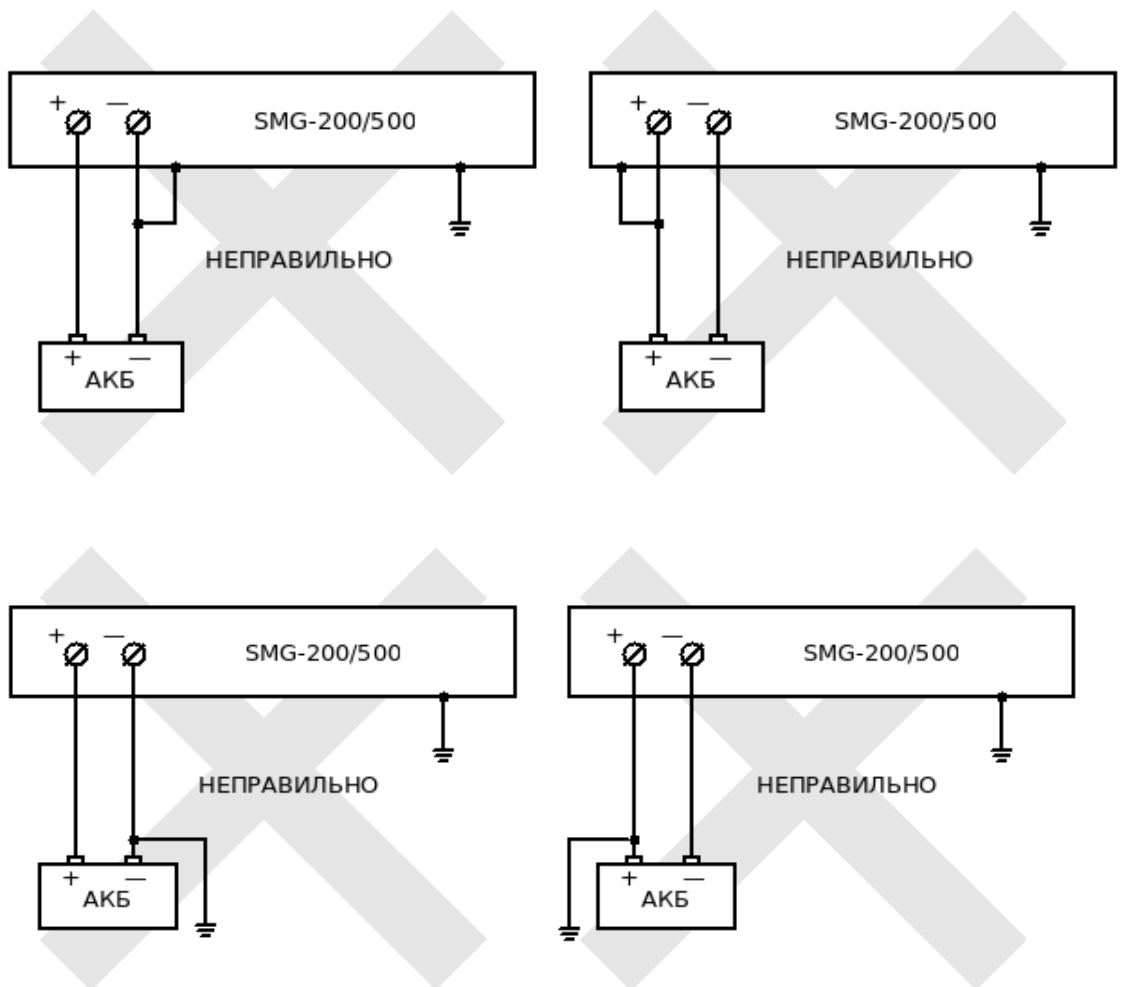 + — SMG-200/500
НЕПРАВИЛЬНО
+ —
АКБ
+ — SMG-200/500
НЕПРАВИЛЬНО
+ —
АКБ
+ — SMG-200/500
НЕПРАВИЛЬНО
+ —
АКБ
+ — SMG-200/500
НЕПРАВИЛЬНО
+ —
АКБ